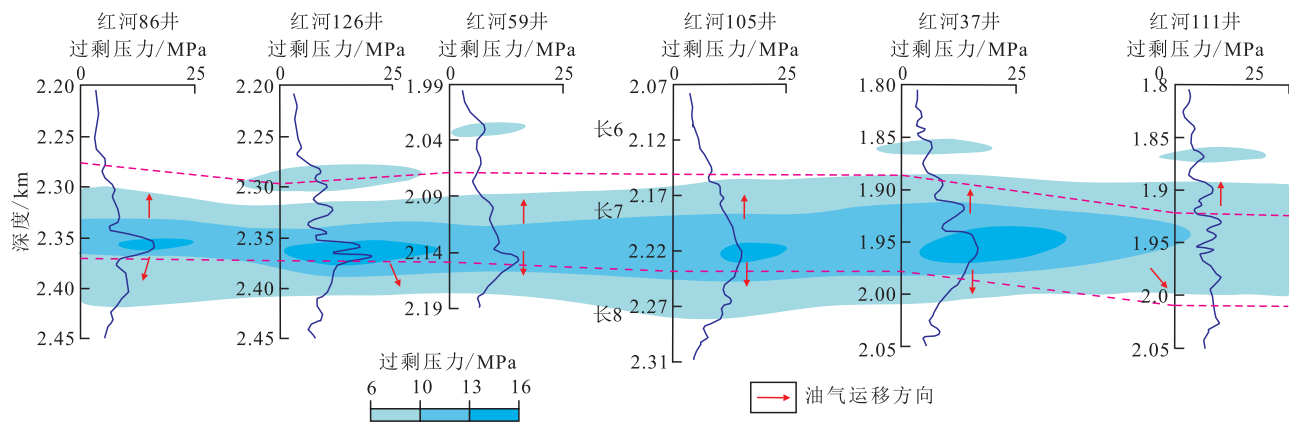 红河86井
过剩压力/MPa
0 25
2.20
2.25
2.30
2.35
2.40
2.45
深度/km
红河126井
过剩压力/MPa
0 25
2.20
2.25
2.30
2.35
2.40
2.45
红河59井
过剩压力/MPa
0 25
1.99
2.04
2.09
2.14
2.19
长6
长7
长8
红河105井
过剩压力/MPa
0 25
2.07
2.12
2.17
2.22
2.27
2.31
红河37井
过剩压力/MPa
0 25
1.80
1.85
1.90
1.95
2.00
2.05
红河111井
过剩压力/MPa
0 25
1.8
1.85
1.9
1.95
2.0
2.05
过剩压力/MPa
6 10 13 16
油气运移方向